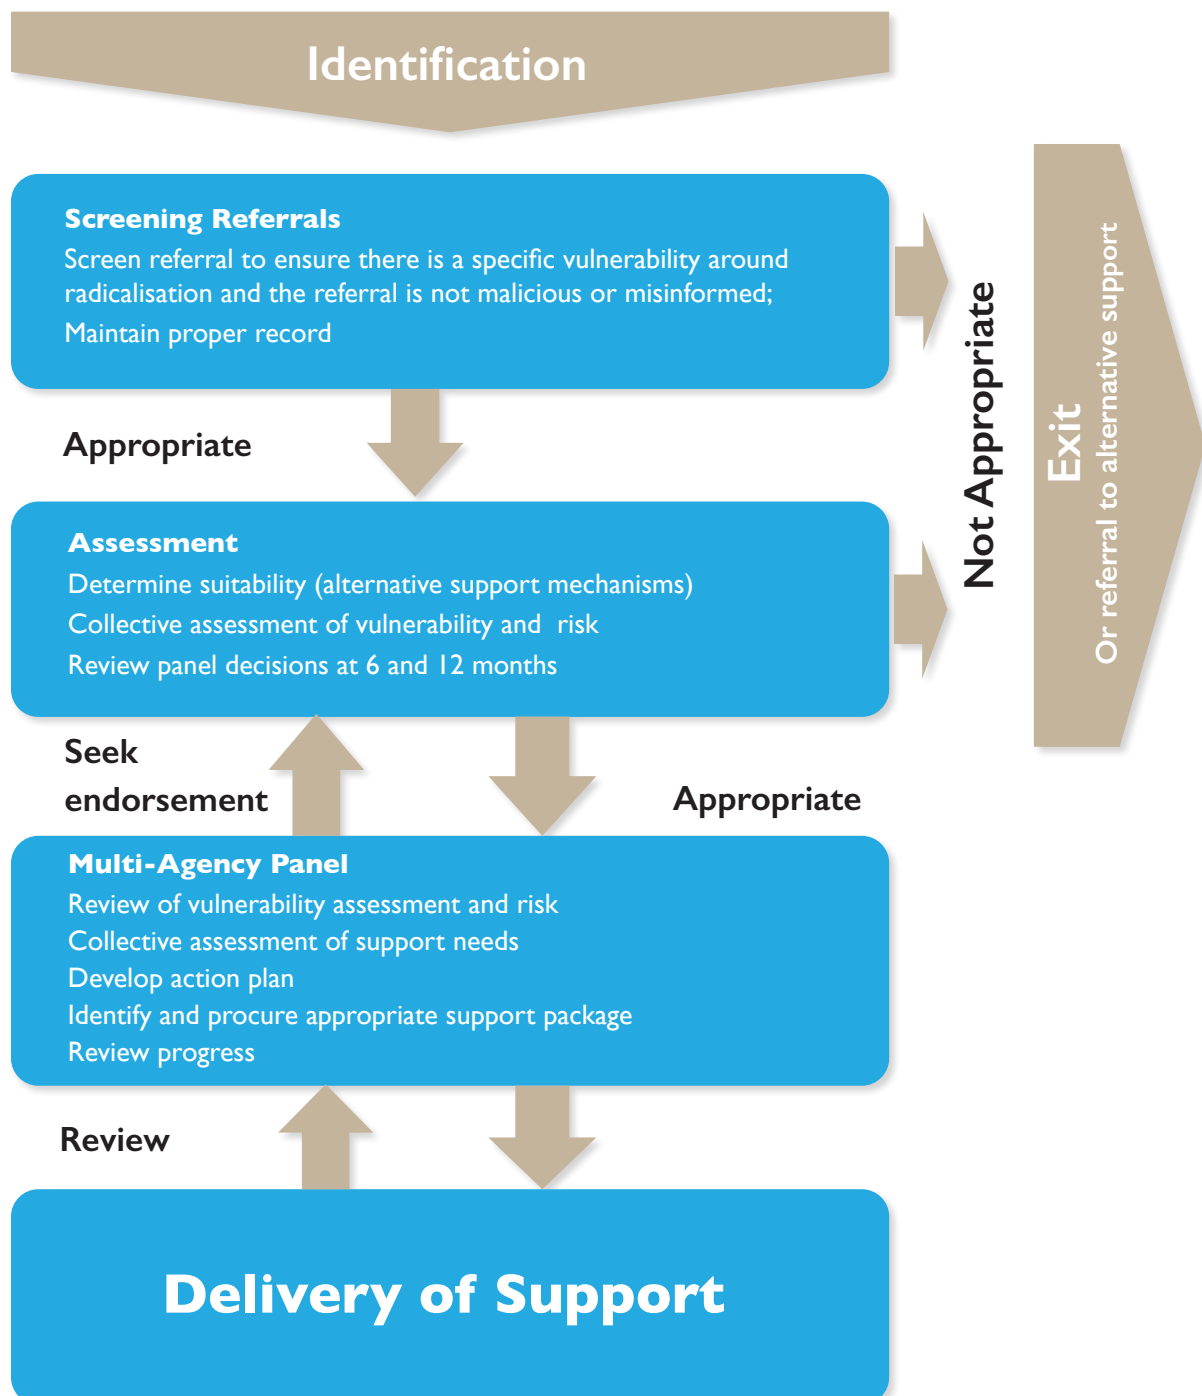 Identification
Screening Referrals
Screen referral to ensure there is a specific vulnerability around
radicalisation and the referral is not malicious or misinformed;
Maintain proper record
Appropriate
Not Appropriate
Exit
Or referral to alternative support
Assessment
Determine suitability (alternative support mechanisms)
Collective assessment of vulnerability and risk
Review panel decisions at 6 and 12 months
Seek
endorsement
Appropriate
Multi-Agency Panel
Review of vulnerability assessment and risk
Collective assessment of support needs
Develop action plan
Identify and procure appropriate support package
Review progress
Review
Delivery of Support